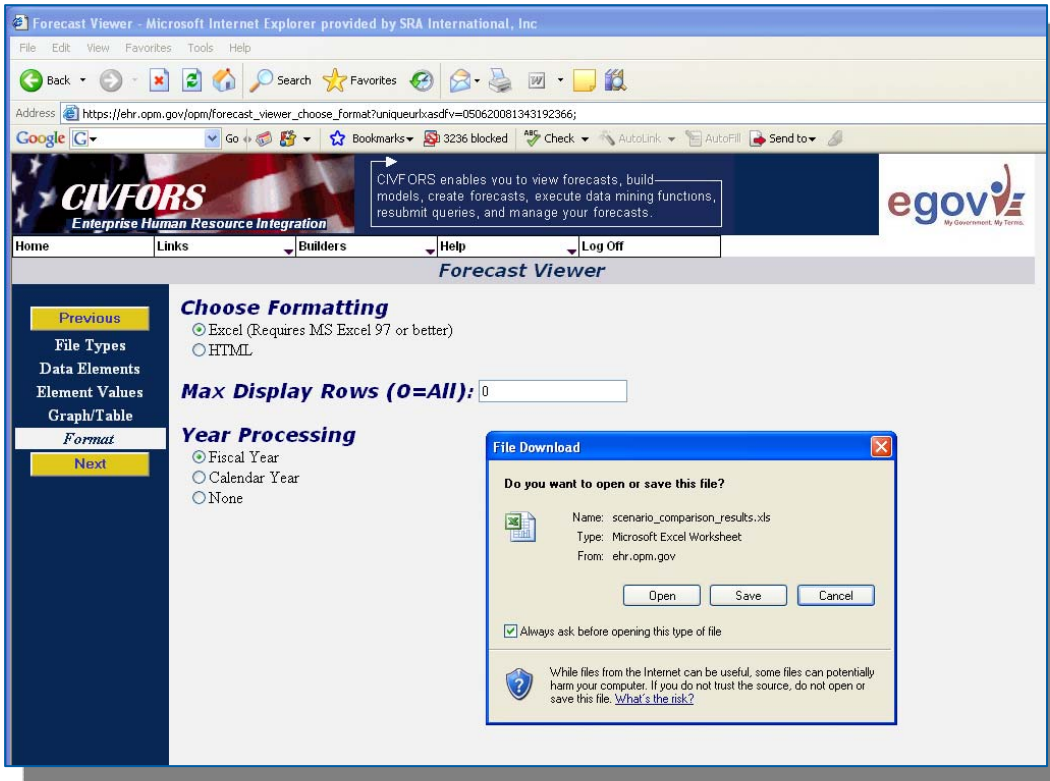 Forecast Viewer - Microsoft Internet Explorer provided by SRA International, Inc
File Edit View Favorites Tools Help
Back Search Favorites W
Address https://ehr.opm.gov/opm/forecast_viewer_choose_format?uniqueurlxasdfv=050620081343192366;
Google G Go Bookmarks 3236 blocked ABC Check AutoLink AutoFill Send to
CIVFORS
Enterprise Human Resource Integration
CIVFORS enables you to view forecasts, build
models, create forecasts, execute data mining functions,
resubmit queries, and manage your forecasts.
egov
My Government. My Terms.
Home Links Builders Help Log Off
Forecast Viewer
Previous
File Types
Data Elements
Element Values
Graph/Table
Format
Next
Choose Formatting
Excel (Requires MS Excel 97 or better)
HTML
Max Display Rows (0=All): 0
Year Processing
Fiscal Year
Calendar Year
None
File Download
Do you want to open or save this file?
Name: scenario_comparison_results.xls
Type: Microsoft Excel Worksheet
From: ehr.opm.gov
Open Save Cancel
Always ask before opening this type of file
While files from the Internet can be useful, some files can potentially
harm your computer. If you do not trust the source, do not open or
save this file. What's the risk?